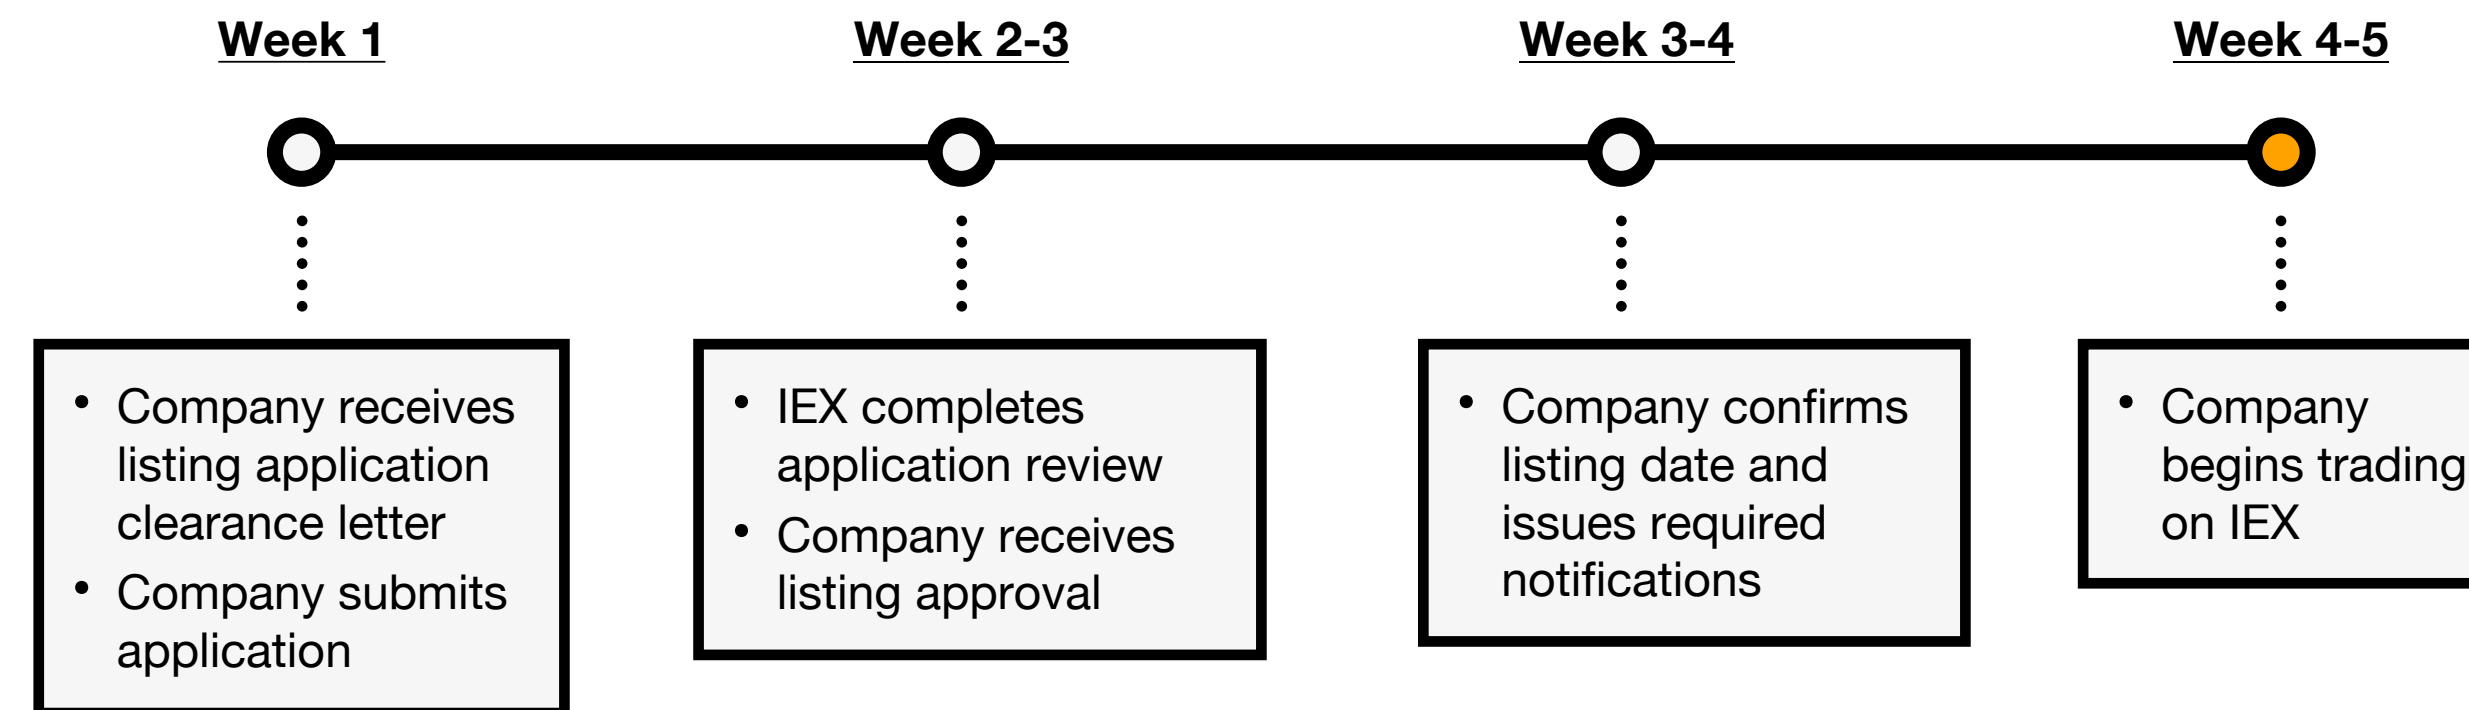 Week 1
Week 2-3
Week 3-4
Week 4-5
• Company receives
listing application
clearance letter
• Company submits
application
• IEX completes
application review
• Company receives
listing approval
• Company confirms
listing date and
issues required
notifications
• Company
begins trading
on IEX